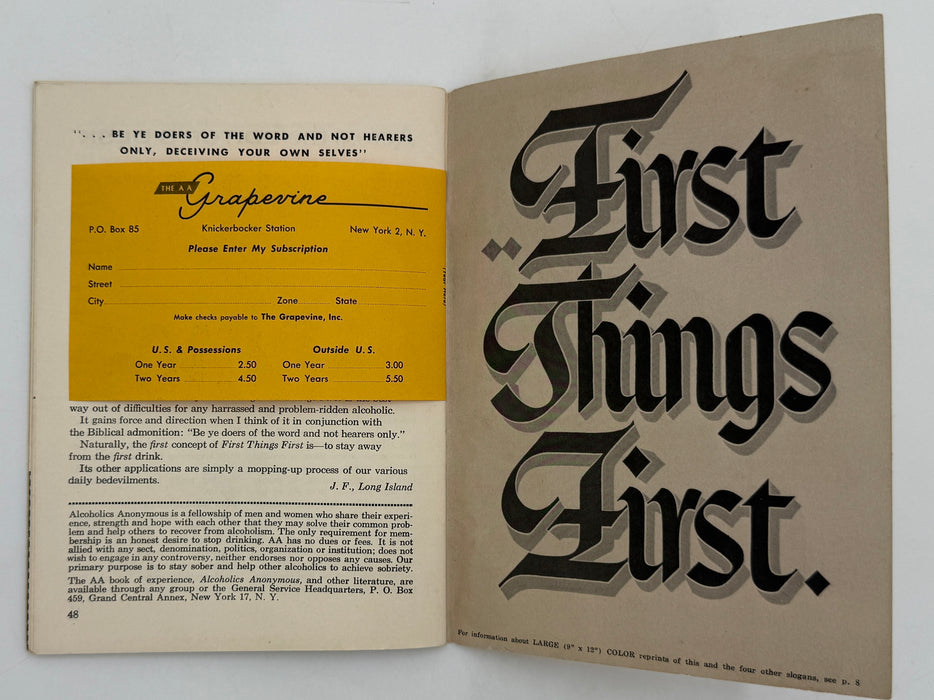 "... BE YE DOERS OF THE WORD AND NOT HEARERS
ONLY, DECEIVING YOUR OWN SELVES"
THE AA Grapevine
P.O. Box 85 Knickerbocker Station New York 2, N. Y.
Please Enter My Subscription
Name
Street
City Zone State
Make checks payable to The Grapevine, Inc.
U.S. & Possessions Outside U.S.
One Year 2.50 One Year 3.00
Two Years 4.50 Two Years 5.50
way out of difficulties for any harrassed and problem-ridden alcoholic.
It gains force and direction when I think of it in conjunction with
the Biblical admonition: "Be ye doers of the word and not hearers only."
Naturally, the first concept of First Things First is—to stay away
from the first drink.
Its other applications are simply a mopping-up process of our various
daily bedevilments.
J. F., Long Island
Alcoholics Anonymous is a fellowship of men and women who share their experi-
ence, strength and hope with each other that they may solve their common prob-
lem and help others to recover from alcoholism. The only requirement for mem-
bership is an honest desire to stop drinking. AA has no dues or fees. It is not
allied with any sect, denomination, politics, organization or institution; does not
wish to engage in any controversy, neither endorses nor opposes any causes. Our
primary purpose is to stay sober and help other alcoholics to achieve sobriety.
The AA book of experience, Alcoholics Anonymous, and other literature, are
available through any group or the General Service Headquarters, P. O. Box
459, Grand Central Annex, New York 17, N. Y.
48
First
Things
First.
For information about LARGE (9" x 12") COLOR reprints of this and the four other slogans, see p. 8